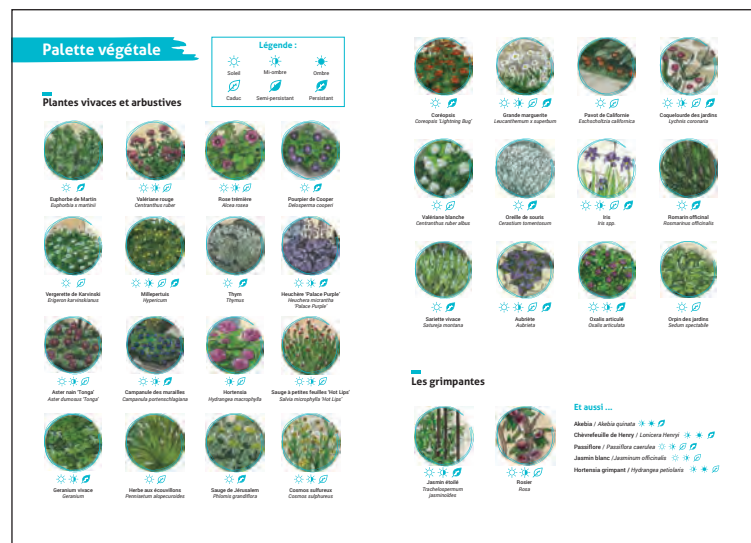 Palette végétale
Légende :
Soleil
Mi-ombre
Ombre
Caduc
Semi-persistant
Persistant
Plantes vivaces et arbustives
Euphorbe de Martin
Euphorbia x martinii
Valériane rouge
Centranthus ruber
Rose trémière
Alcea rosea
Pourpier de Cooper
Delosperma cooperi
Vergerette de Karvinski
Erigeron karvinskianus
Millepertuis
Hypericum
Thym
Thymus
Heuchère 'Palace Purple'
Heuchera micrantha
'Palace Purple'
Aster nain 'Tonga'
Aster dumosus 'Tonga'
Campanule des murailles
Campanula portenschlagiana
Hortensia
Hydrangea macrophylla
Sauge à petites feuilles 'Hot Lips'
Salvia microphylla 'Hot Lips'
Geranium vivace
Geranium
Herbe aux écouvillons
Pennisetum alopecuroides
Sauge de Jérusalem
Phlomis grandiflora
Cosmos sulfureux
Cosmos sulphureus
Coréopsis
Coreopsis 'Lightning Bug'
Grande marguerite
Leucanthemum x superbum
Pavot de Californie
Eschscholtzia californica
Coquelourde des jardins
Lychnis coronaria
Valériane blanche
Centranthus ruber albus
Oreille de souris
Cerastium tomentosum
Iris
Iris spp.
Romarin officinal
Rosmarinus officinalis
Sariette vivace
Satureja montana
Aubriète
Aubrieta
Oxalis articulé
Oxalis articulata
Orpin des jardins
Sedum spectabile
Les grimpantes
Jasmin étoilé
Trachelospermum
jasminoides
Rosier
Rosa
Et aussi ...
Akebia / Akebia quinata
Chèvrefeuille de Henry / Lonicera Henryi
Passiflore / Passiflora caerulea
Jasmin blanc /Jasminum officinalis
Hortensia grimpant / Hydrangea petiolaris